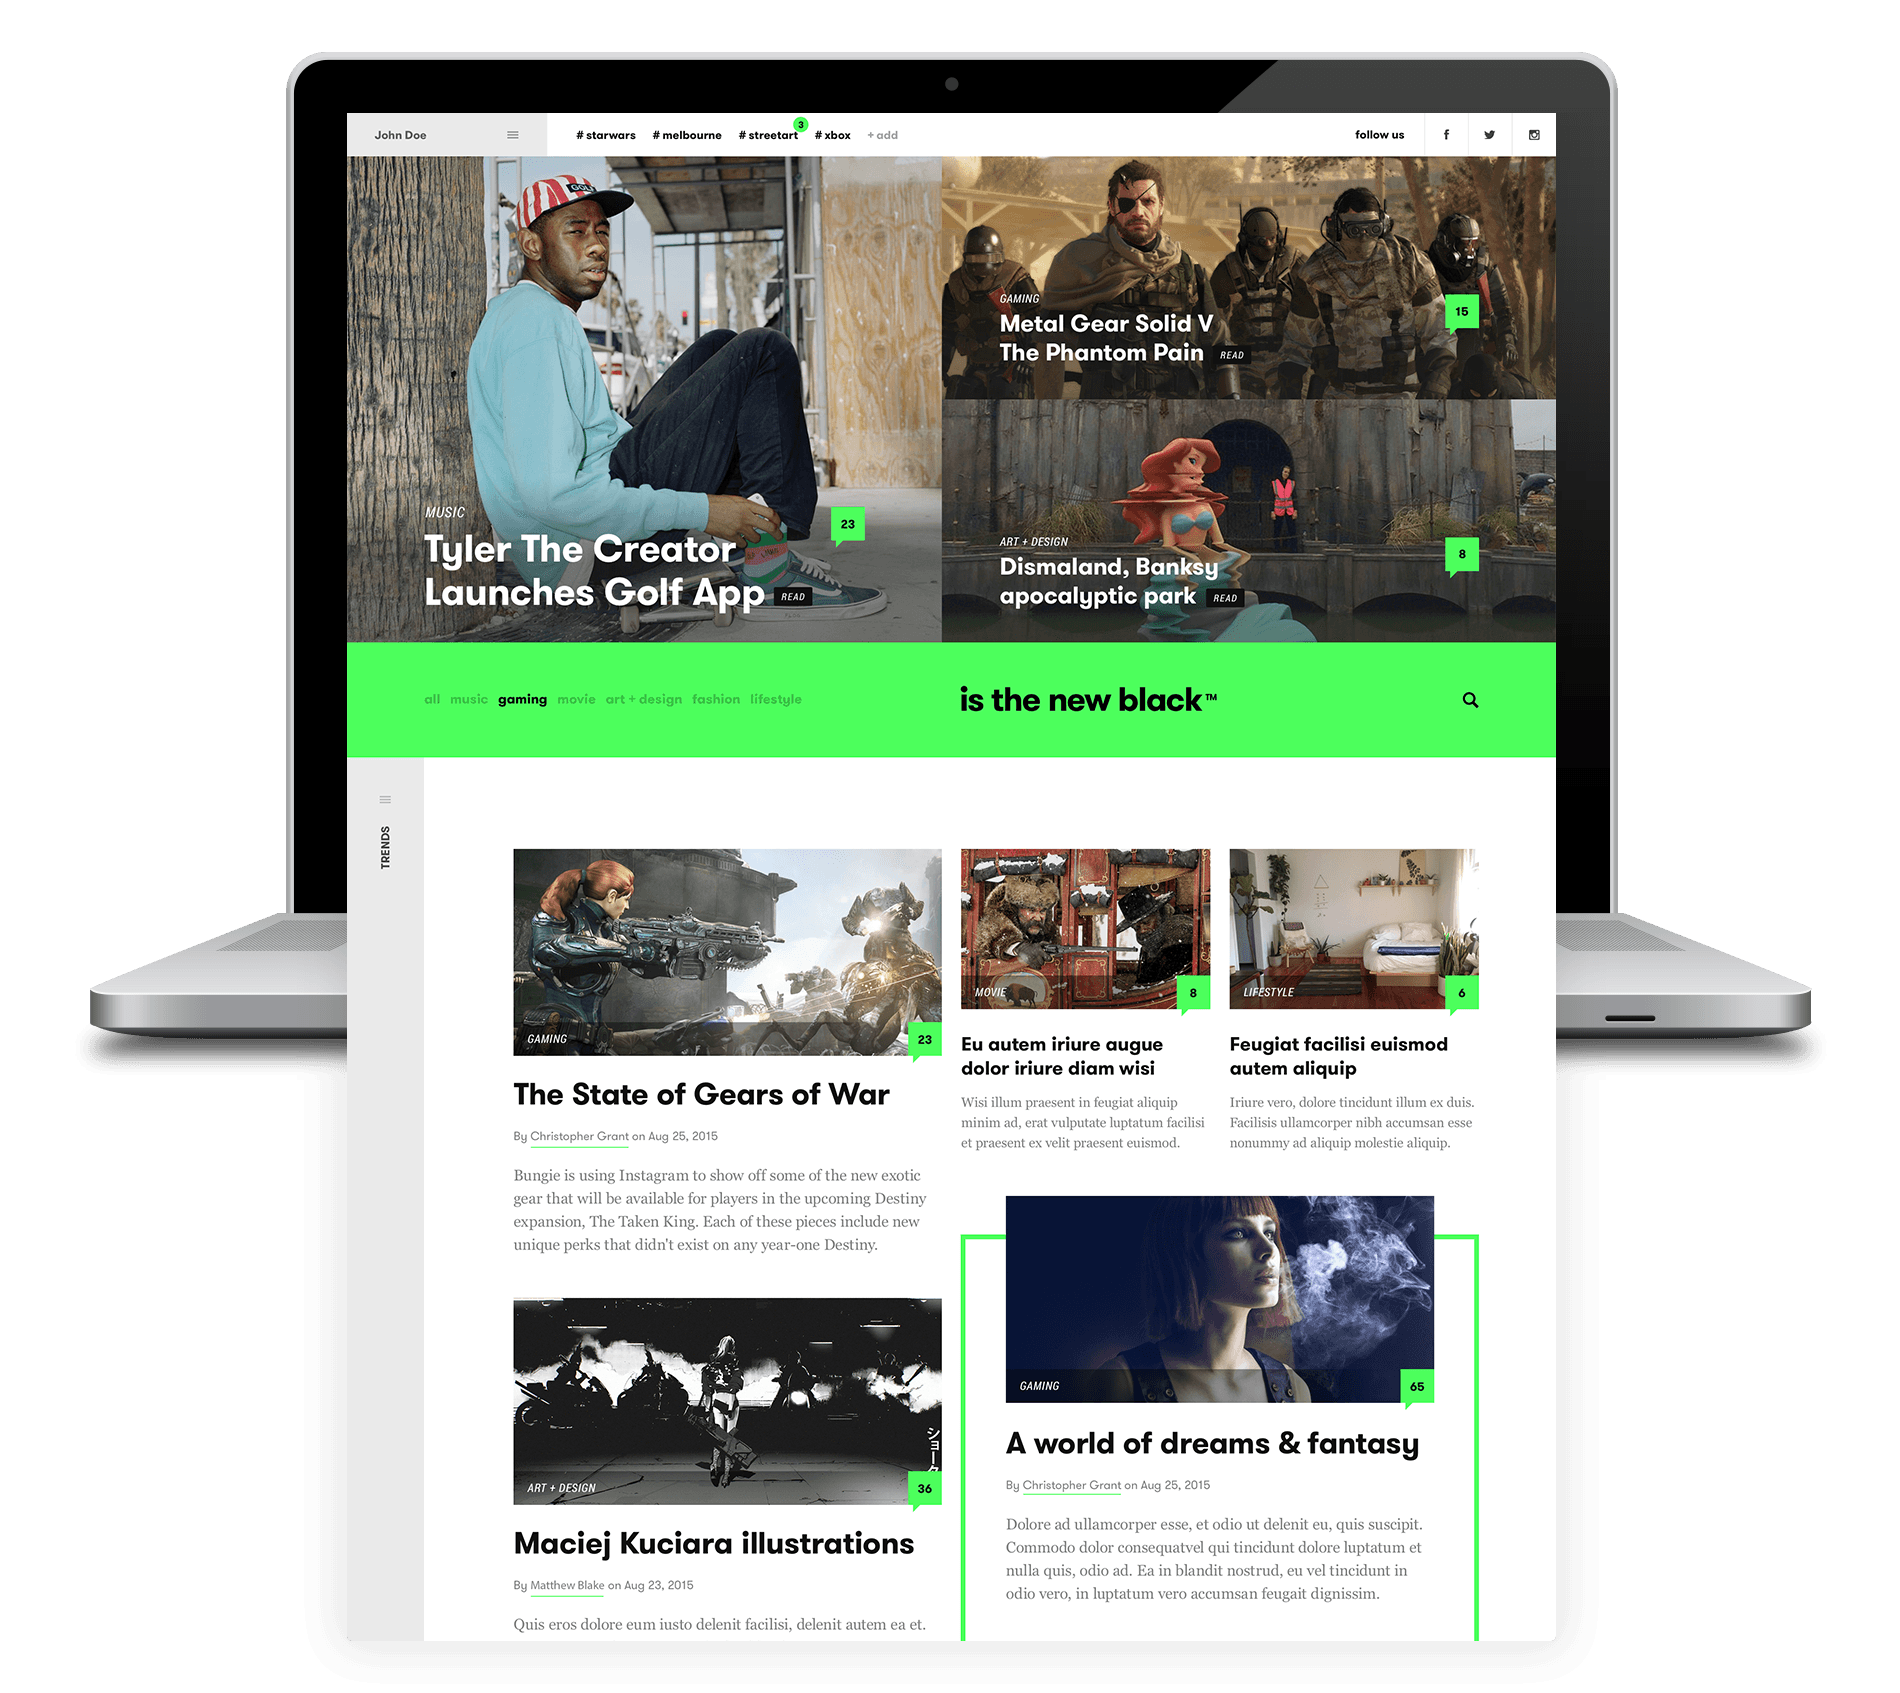 John Doe
# starwars # melbourne # streetart 3 # xbox + add
follow us
GOLF
MUSIC
23
Tyler The Creator
Launches Golf App READ
GAMING
15
Metal Gear Solid V
The Phantom Pain READ
ART + DESIGN
8
Dismaland, Banksy
apocalyptic park READ
all music gaming movie art + design fashion lifestyle
is the new black™
TRENDS
GAMING
23
The State of Gears of War
By Christopher Grant on Aug 25, 2015
Bungie is using Instagram to show off some of the new exotic
gear that will be available for players in the upcoming Destiny
expansion, The Taken King. Each of these pieces include new
unique perks that didn't exist on any year-one Destiny.
MOVIE
8
Eu autem iriure augue
dolor iriure diam wisi
Wisi illum praesent in feugiat aliquip
minim ad, erat vulputate luptatum facilisi
et praesent ex velit praesent euismod.
LIFESTYLE
6
Feugiat facilisi euismod
autem aliquip
Iriure vero, dolore tincidunt illum ex duis.
Facilisis ullamcorper nibh accumsan esse
nonummy ad aliquip molestie aliquip.
ショーク
ART + DESIGN
36
Maciej Kuciara illustrations
By Matthew Blake on Aug 23, 2015
Quis eros dolore eum iusto delenit facilisi, delenit autem ea et.
GAMING
65
A world of dreams & fantasy
By Christopher Grant on Aug 25, 2015
Dolore ad ullamcorper esse, et odio ut delenit eu, quis suscipit.
Commodo dolor consequatvel qui tincidunt dolore luptatum et
nulla quis, odio ad. Ea in blandit nostrud, eu vel tincidunt in
odio vero, in luptatum vero accumsan feugait dignissim.